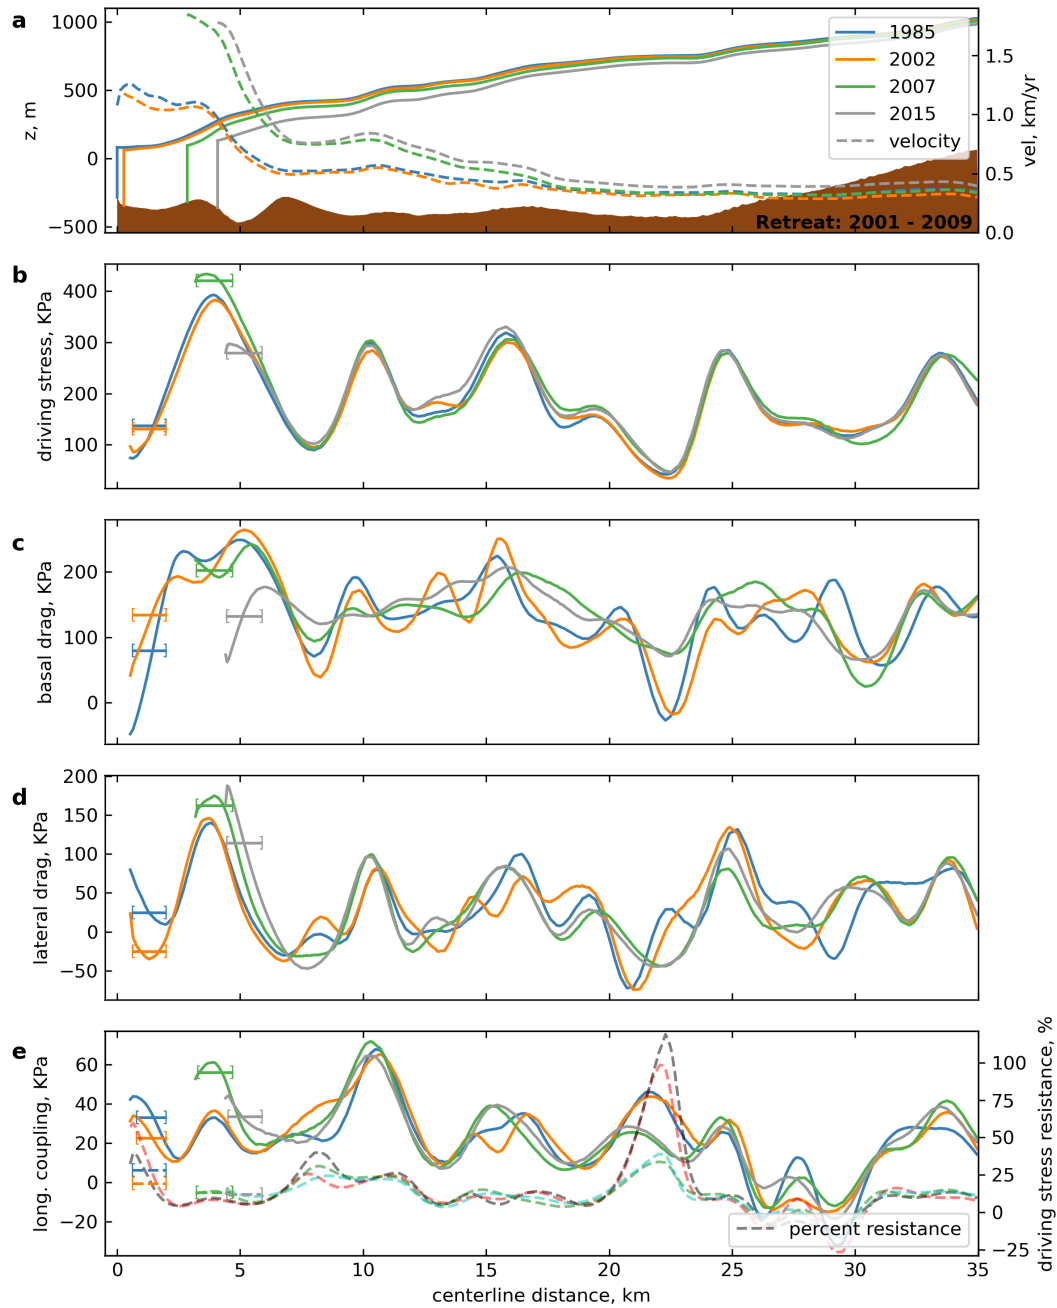 a
1000
500
0
−500
z, m
1985
2002
2007
2015
velocity
1.5
1.0
0.5
0.0
vel, km/yr
Retreat: 2001 - 2009
b
400
300
200
100
driving stress, KPa
c
200
100
0
basal drag, KPa
d
200
150
100
50
0
−50
lateral drag, KPa
e
60
40
20
0
−20
long. coupling, KPa
100
75
50
25
0
−25
driving stress resistance, %
percent resistance
0 5 10 15 20 25 30 35
centerline distance, km